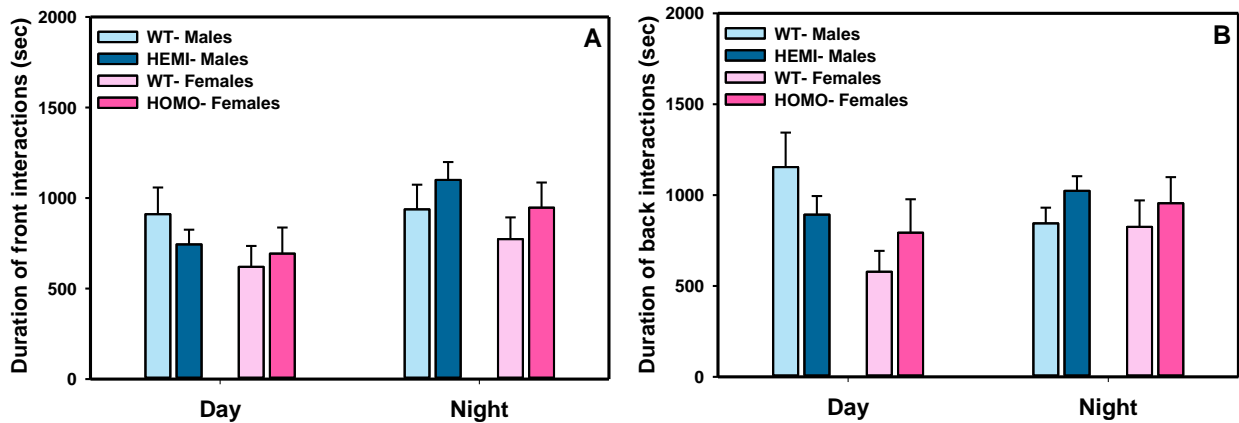 Duration of front interactions (sec)
2000
1500
1000
500
0
WT- Males
HEMI- Males
WT- Females
HOMO- Females
A
Day
Night
Duration of back interactions (sec)
2000
1500
1000
500
0
WT- Males
HEMI- Males
WT- Females
HOMO- Females
B
Day
Night